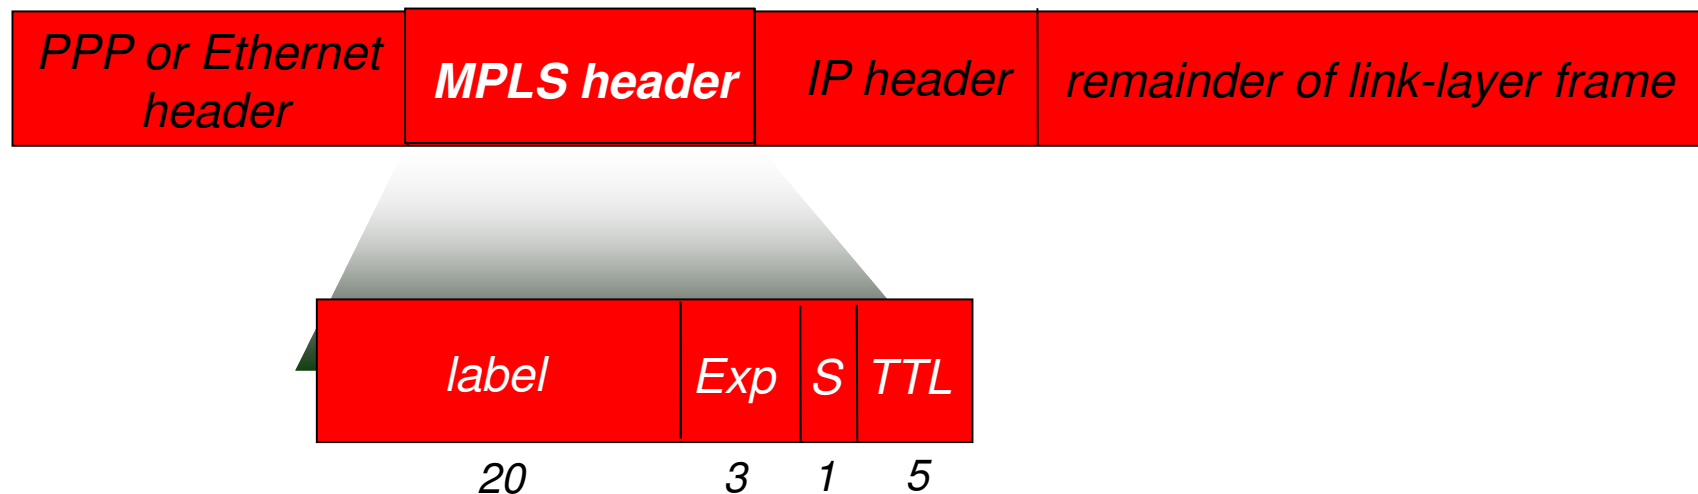 PPP or Ethernet
header
MPLS header
IP header
remainder of link-layer frame
label
Exp
S
TTL
20
3
1
5